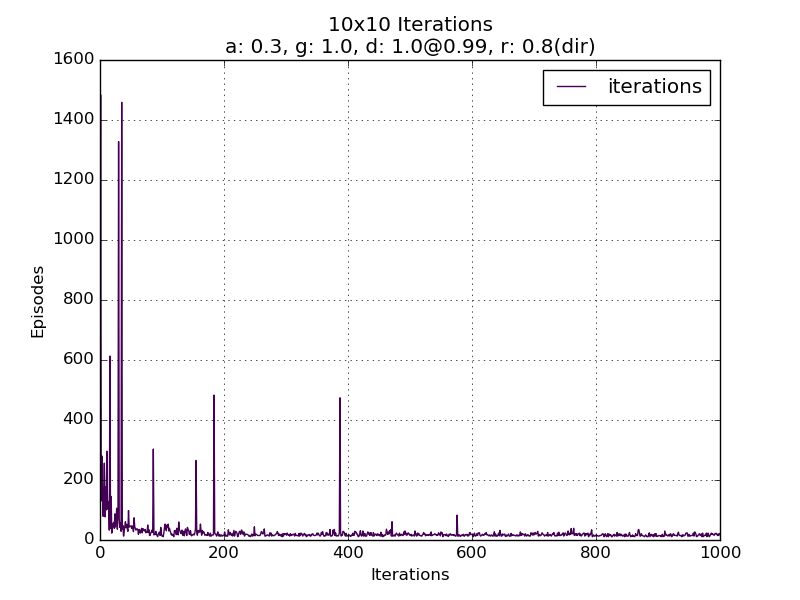 10x10 Iterations
a: 0.3, g: 1.0, d: 1.0@0.99, r: 0.8(dir)
iterations
1600
1400
1200
1000
800
600
400
200
0
Episodes
0 200 400 600 800 1000
Iterations